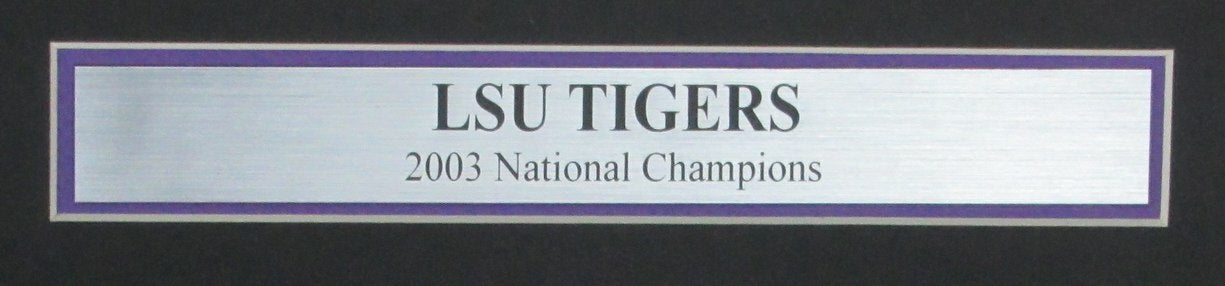 LSU TIGERS
2003 National Champions